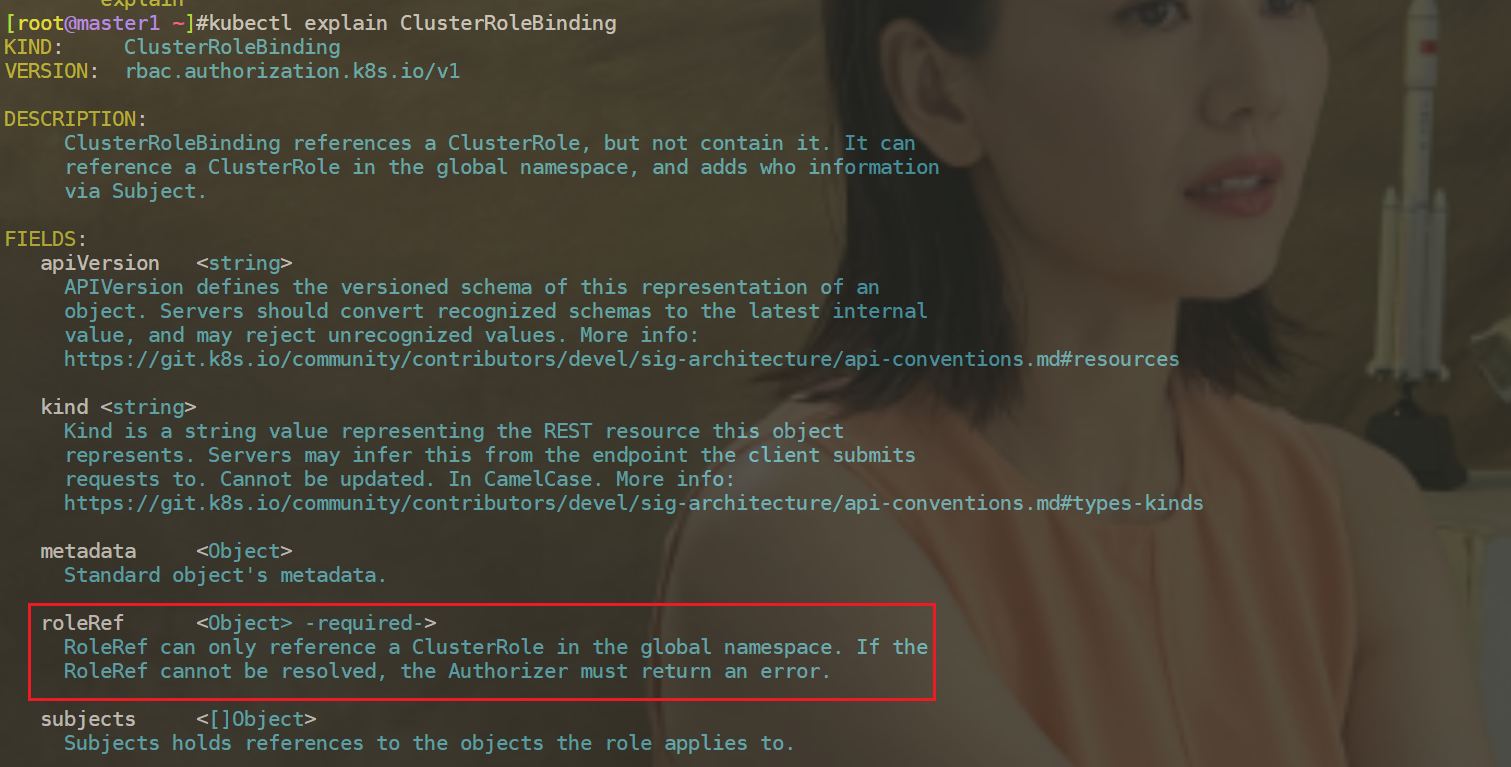 explain
[root@master1 ~]#kubectl explain ClusterRoleBinding
KIND:     ClusterRoleBinding
VERSION:  rbac.authorization.k8s.io/v1
DESCRIPTION:
ClusterRoleBinding references a ClusterRole, but not contain it. It can
reference a ClusterRole in the global namespace, and adds who information
via Subject.
FIELDS:
apiVersion   <string>
APIVersion defines the versioned schema of this representation of an
object. Servers should convert recognized schemas to the latest internal
value, and may reject unrecognized values. More info:
https://git.k8s.io/community/contributors/devel/sig-architecture/api-conventions.md#resources
kind <string>
Kind is a string value representing the REST resource this object
represents. Servers may infer this from the endpoint the client submits
requests to. Cannot be updated. In CamelCase. More info:
https://git.k8s.io/community/contributors/devel/sig-architecture/api-conventions.md#types-kinds
metadata     <Object>
Standard object's metadata.
roleRef      <Object> -required->
RoleRef can only reference a ClusterRole in the global namespace. If the
RoleRef cannot be resolved, the Authorizer must return an error.
subjects     <[]Object>
Subjects holds references to the objects the role applies to.